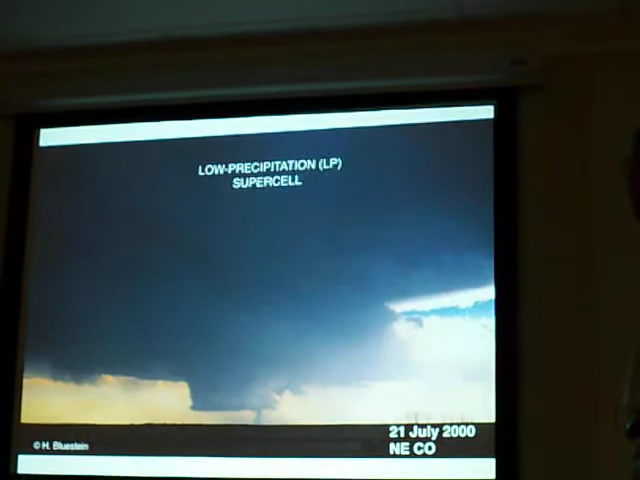 LOW-PRECIPITATION (LP)
SUPERCELL
21 July 2000
© H. Bluestein
NE CO